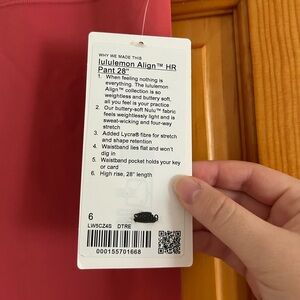 WHY WE MADE THIS
lululemon Align™ HR
Pant 28"
1. When feeling nothing is
everything. The lululemon
Align™ collection is so
weightless and buttery soft,
all you feel is your practice
2. Our buttery-soft Nulu™ fabric
feels weightlessly light and is
sweat-wicking and four-way
stretch
3. Added Lycra® fibre for stretch
and shape retention
4. Waistband lies flat and won't
dig in
5. Waistband pocket holds your key
or card
6. High rise, 28" length
6
LW5CZ4S DTRE
000155701668